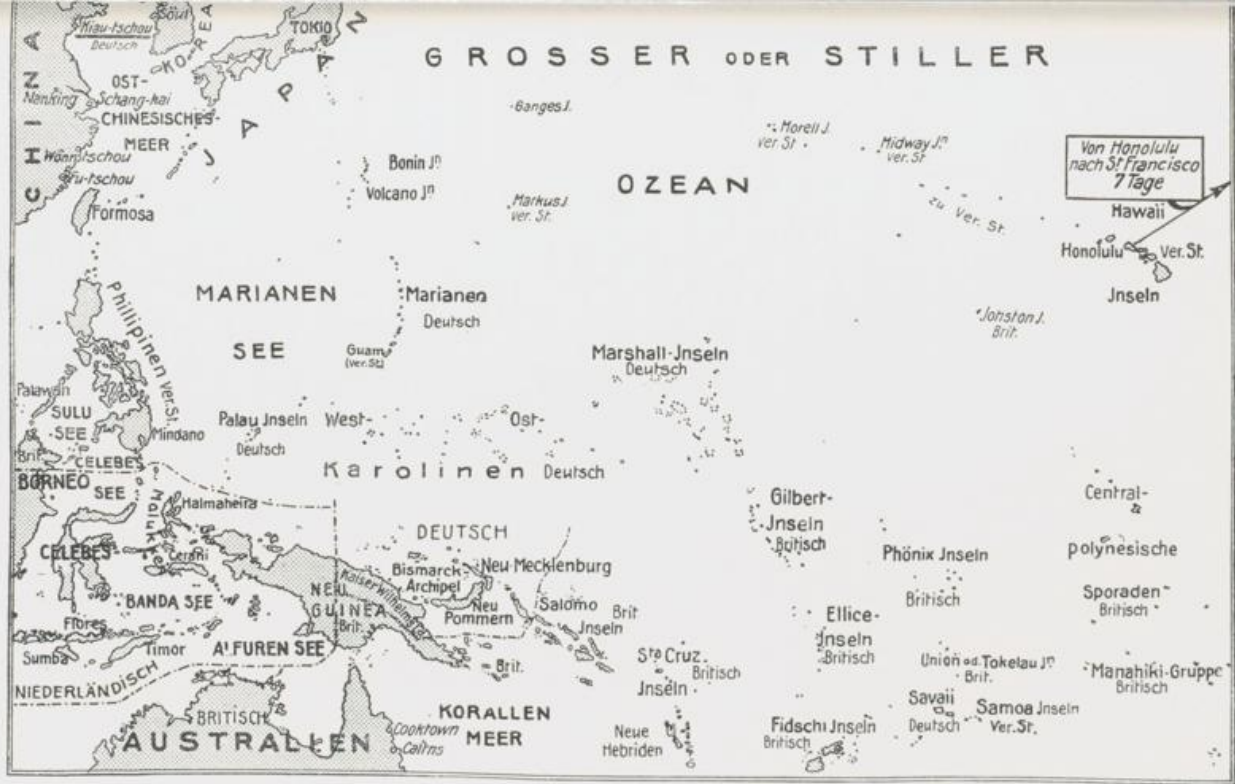 Kiau-tschou
Deutsch
Söul
KOREA
TOKIO
JAPAN
CHINA
Nanking
OST-
Schang-hai
CHINESISCHES-
MEER
Wönn-tschou
Fu-tschou
Formosa
GROSSER ODER STILLER
OZEAN
Ganges J.
Bonin Jn
Volcano Jn
Markus J.
ver. St.
Morell J.
ver St
Midway Jn
ver. St
zu Ver. St.
Von Honolulu
nach St Francisco
7 Tage
Hawaii
Honolulu
Ver. St.
Jnseln
Johston J.
Brit.
MARIANEN
SEE
Marianen
Deutsch
Guam
(Ver. St.)
Phillipinen Ver. St.
Palawan
SULU
SEE
Mindano
Palau Jnseln
Deutsch
West-
Ost-
Karolinen Deutsch
Marshall-Jnseln
Deutsch
Brit.
BORNEO
CELEBES
SEE
Halmaheira
CELEBES
Ceram
BANDA SEE
Flores
Sumba
Timor
ALFUREN SEE
NIEDERLÄNDISCH
NEU
GUINEA
Brit.
DEUTSCH
Bismarck-
Archipel
Neu-Mecklenburg
Neu
Pommern
Salomo
Jnseln
Brit
Brit.
Gilbert-
Jnseln
Britisch
Phönix Jnseln
Britisch
Central-
polynesische
Sporaden
Britisch
Ellice-
Jnseln
Britisch
Union od. Tokelau Jn
Brit.
Manahiki-Gruppe
Britisch
Sta Cruz
Jnseln
Britisch
Savaii
Deutsch
Samoa Jnseln
Ver. St.
Neue
Hebriden
Fidschi Jnseln
Britisch
KORALLEN
MEER
Cooktown
Cairns
BRITISCH
AUSTRALIEN